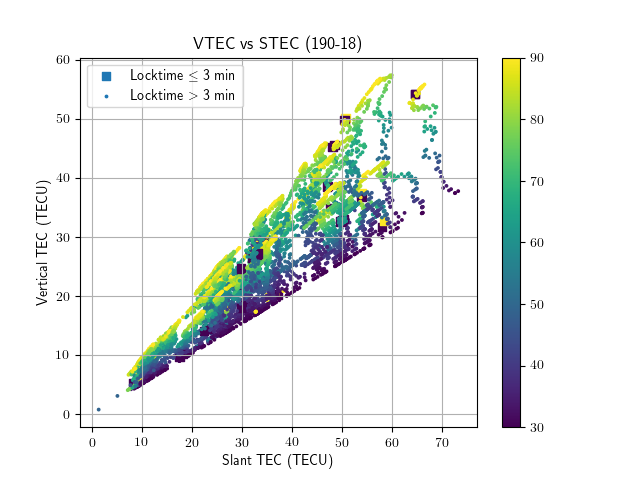 VTEC vs STEC (190-18)
Locktime ≤ 3 min
Locktime > 3 min
60
50
40
30
20
10
0
Vertical TEC (TECU)
0 10 20 30 40 50 60 70
Slant TEC (TECU)
90
80
70
60
50
40
30